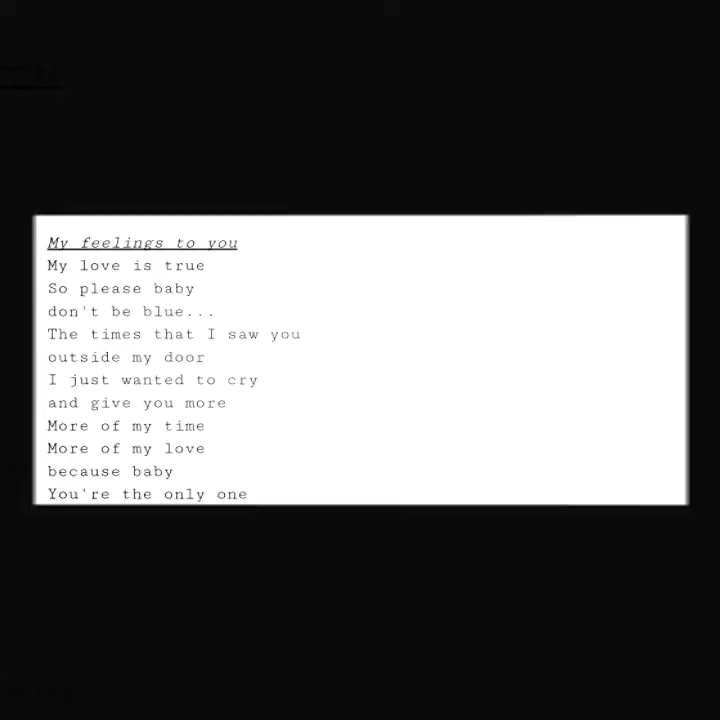 My feelings to you
My love is true
So please baby
don't be blue...
The times that I saw you
outside my door
I just wanted to cry
and give you more
More of my time
More of my love
because baby
You're the only one